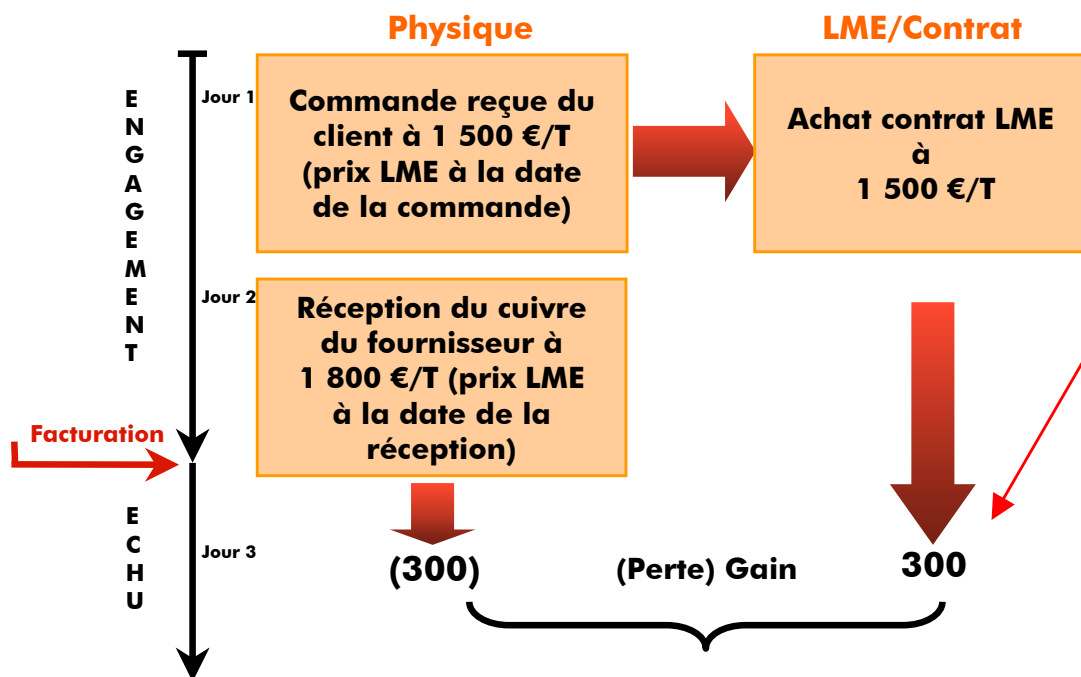 Physique
LME/Contrat
ENGAGEMENT
Jour 1
Commande reçue du
client à 1 500 €/T
(prix LME à la date
de la commande)
Achat contrat LME
à
1 500 €/T
Jour 2
Réception du cuivre
du fournisseur à
1 800 €/T (prix LME
à la date de la
réception)
Facturation
ECHU
Jour 3
(300)
(Perte) Gain
300